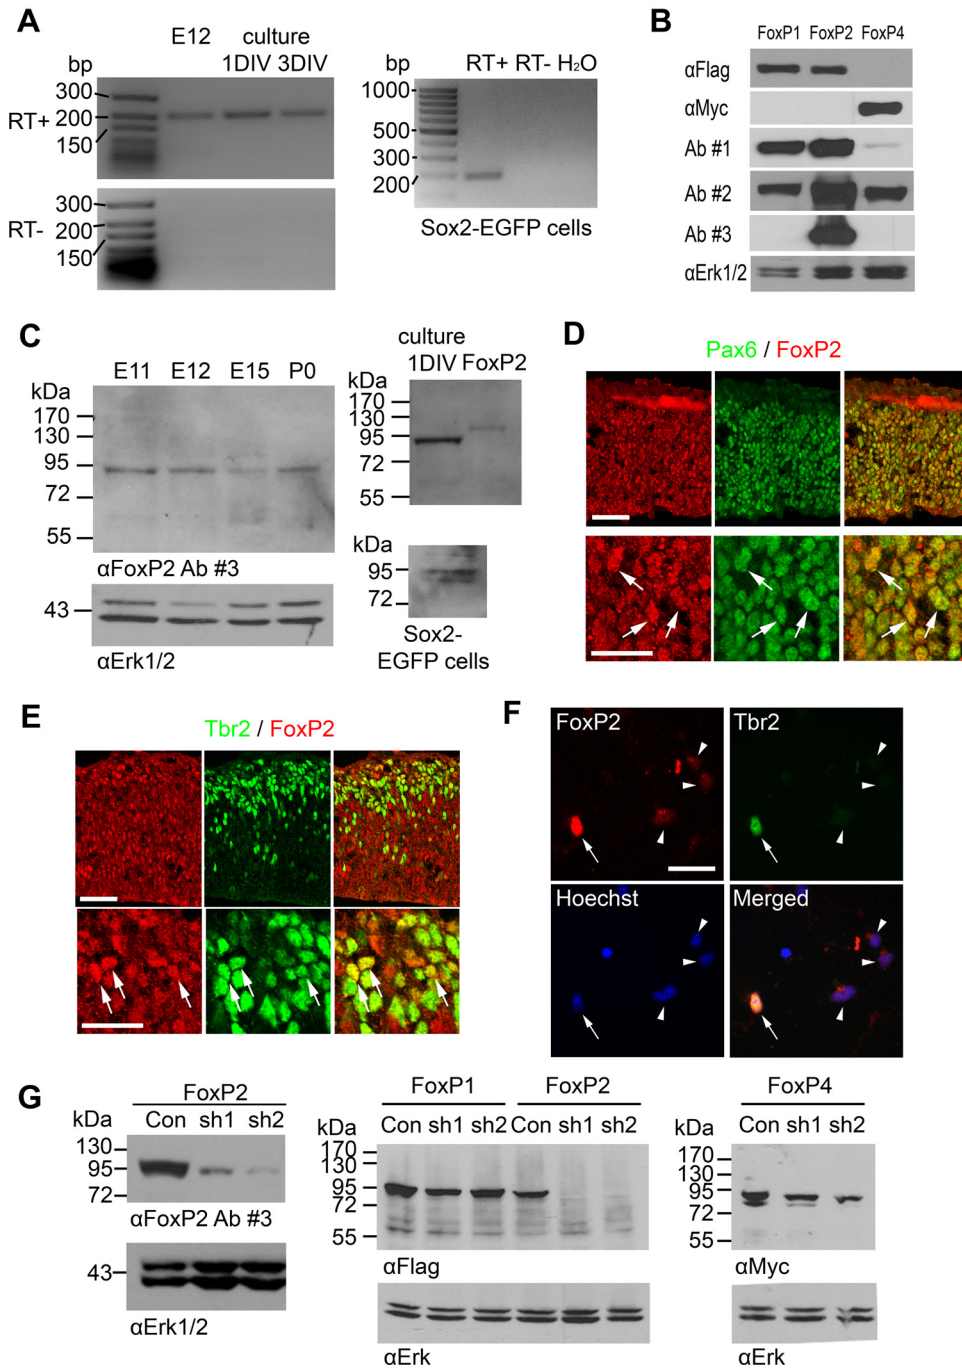 A
E12 culture
bp 1DIV 3DIV
300
200
150
RT+
300
200
150
RT-
bp RT+ RT- H₂O
1000
500
300
200
Sox2-EGFP cells
B
FoxP1 FoxP2 FoxP4
αFlag
αMyc
Ab #1
Ab #2
Ab #3
αErk1/2
C
E11 E12 E15 P0
kDa
170
130
95
72
55
αFoxP2 Ab #3
43
αErk1/2
culture
1DIV FoxP2
kDa
170
130
95
72
55
kDa
95
72
Sox2-
EGFP cells
D
Pax6 / FoxP2
E
Tbr2 / FoxP2
F
FoxP2
Tbr2
Hoechst
Merged
G
FoxP2
kDa Con sh1 sh2
130
95
72
αFoxP2 Ab #3
43
αErk1/2
FoxP1 FoxP2
kDa Con sh1 sh2 Con sh1 sh2
170
130
95
72
55
αFlag
αErk
FoxP4
kDa Con sh1 sh2
170
130
95
72
55
αMyc
αErk